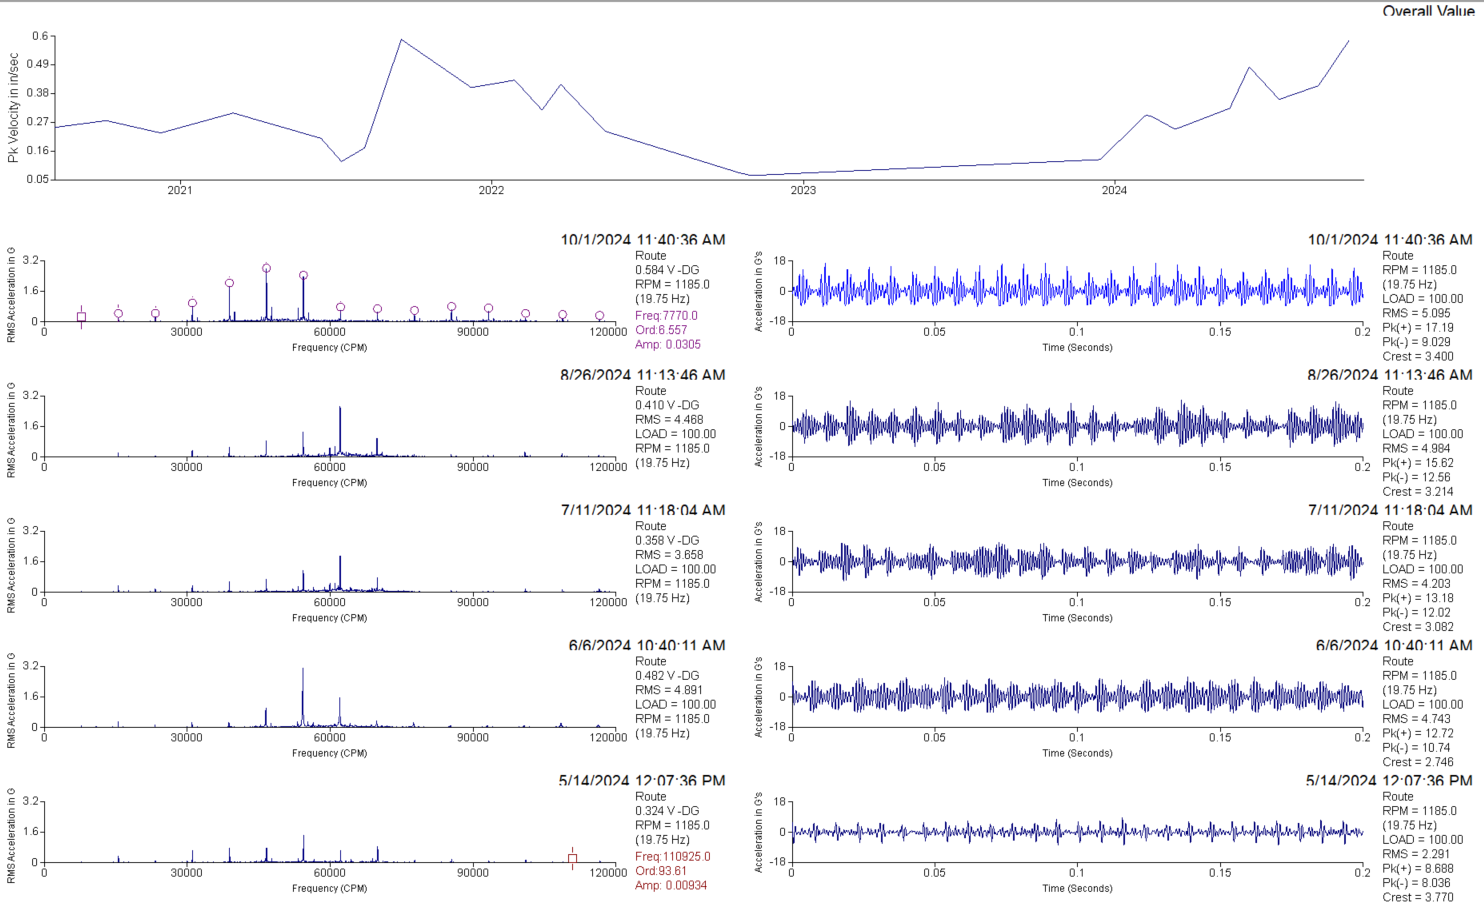 Overall Value
Pk Velocity in in/sec
0.6
0.49
0.38
0.27
0.16
0.05
2021
2022
2023
2024
10/1/2024 11:40:36 AM
RMS Acceleration in G
3.2
1.6
0
0
30000
60000
90000
120000
Frequency (CPM)
Route
0.584 V -DG
RPM = 1185.0
(19.75 Hz)
Freq:7770.0
Ord:6.557
Amp: 0.0305
10/1/2024 11:40:36 AM
Acceleration in G's
18
0
-18
0
0.05
0.1
0.15
0.2
Time (Seconds)
Route
RPM = 1185.0
(19.75 Hz)
LOAD = 100.00
RMS = 5.095
Pk(+) = 17.19
Pk(-) = 9.029
Crest = 3.400
8/26/2024 11:13:46 AM
RMS Acceleration in G
3.2
1.6
0
0
30000
60000
90000
120000
Frequency (CPM)
Route
0.410 V -DG
RMS = 4.468
LOAD = 100.00
RPM = 1185.0
(19.75 Hz)
8/26/2024 11:13:46 AM
Acceleration in G's
18
0
-18
0
0.05
0.1
0.15
0.2
Time (Seconds)
Route
RPM = 1185.0
(19.75 Hz)
LOAD = 100.00
RMS = 4.984
Pk(+) = 15.62
Pk(-) = 12.56
Crest = 3.214
7/11/2024 11:18:04 AM
RMS Acceleration in G
3.2
1.6
0
0
30000
60000
90000
120000
Frequency (CPM)
Route
0.358 V -DG
RMS = 3.658
LOAD = 100.00
RPM = 1185.0
(19.75 Hz)
7/11/2024 11:18:04 AM
Acceleration in G's
18
0
-18
0
0.05
0.1
0.15
0.2
Time (Seconds)
Route
RPM = 1185.0
(19.75 Hz)
LOAD = 100.00
RMS = 4.203
Pk(+) = 13.18
Pk(-) = 12.02
Crest = 3.082
6/6/2024 10:40:11 AM
RMS Acceleration in G
3.2
1.6
0
0
30000
60000
90000
120000
Frequency (CPM)
Route
0.482 V -DG
RMS = 4.891
LOAD = 100.00
RPM = 1185.0
(19.75 Hz)
6/6/2024 10:40:11 AM
Acceleration in G's
18
0
-18
0
0.05
0.1
0.15
0.2
Time (Seconds)
Route
RPM = 1185.0
(19.75 Hz)
LOAD = 100.00
RMS = 4.743
Pk(+) = 12.72
Pk(-) = 10.74
Crest = 2.746
5/14/2024 12:07:36 PM
RMS Acceleration in G
3.2
1.6
0
0
30000
60000
90000
120000
Frequency (CPM)
Route
0.324 V -DG
RPM = 1185.0
(19.75 Hz)
Freq:110925.0
Ord:93.61
Amp: 0.00934
5/14/2024 12:07:36 PM
Acceleration in G's
18
0
-18
0
0.05
0.1
0.15
0.2
Time (Seconds)
Route
RPM = 1185.0
(19.75 Hz)
LOAD = 100.00
RMS = 2.291
Pk(+) = 8.688
Pk(-) = 8.036
Crest = 3.770